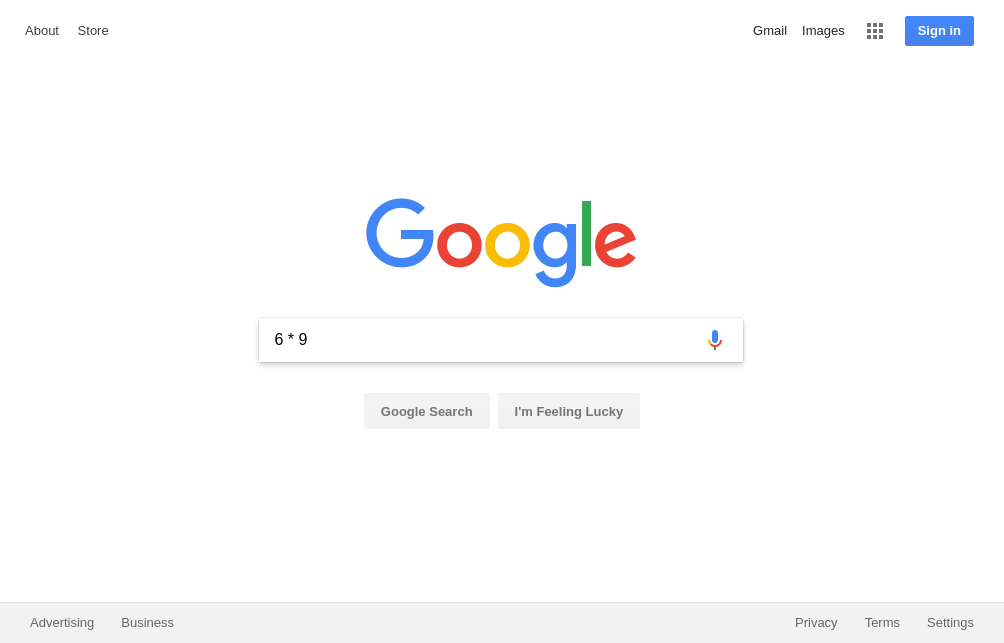 About Store Gmail Images Sign in
Google
6 * 9
Google Search I'm Feeling Lucky
Advertising Business Privacy Terms Settings